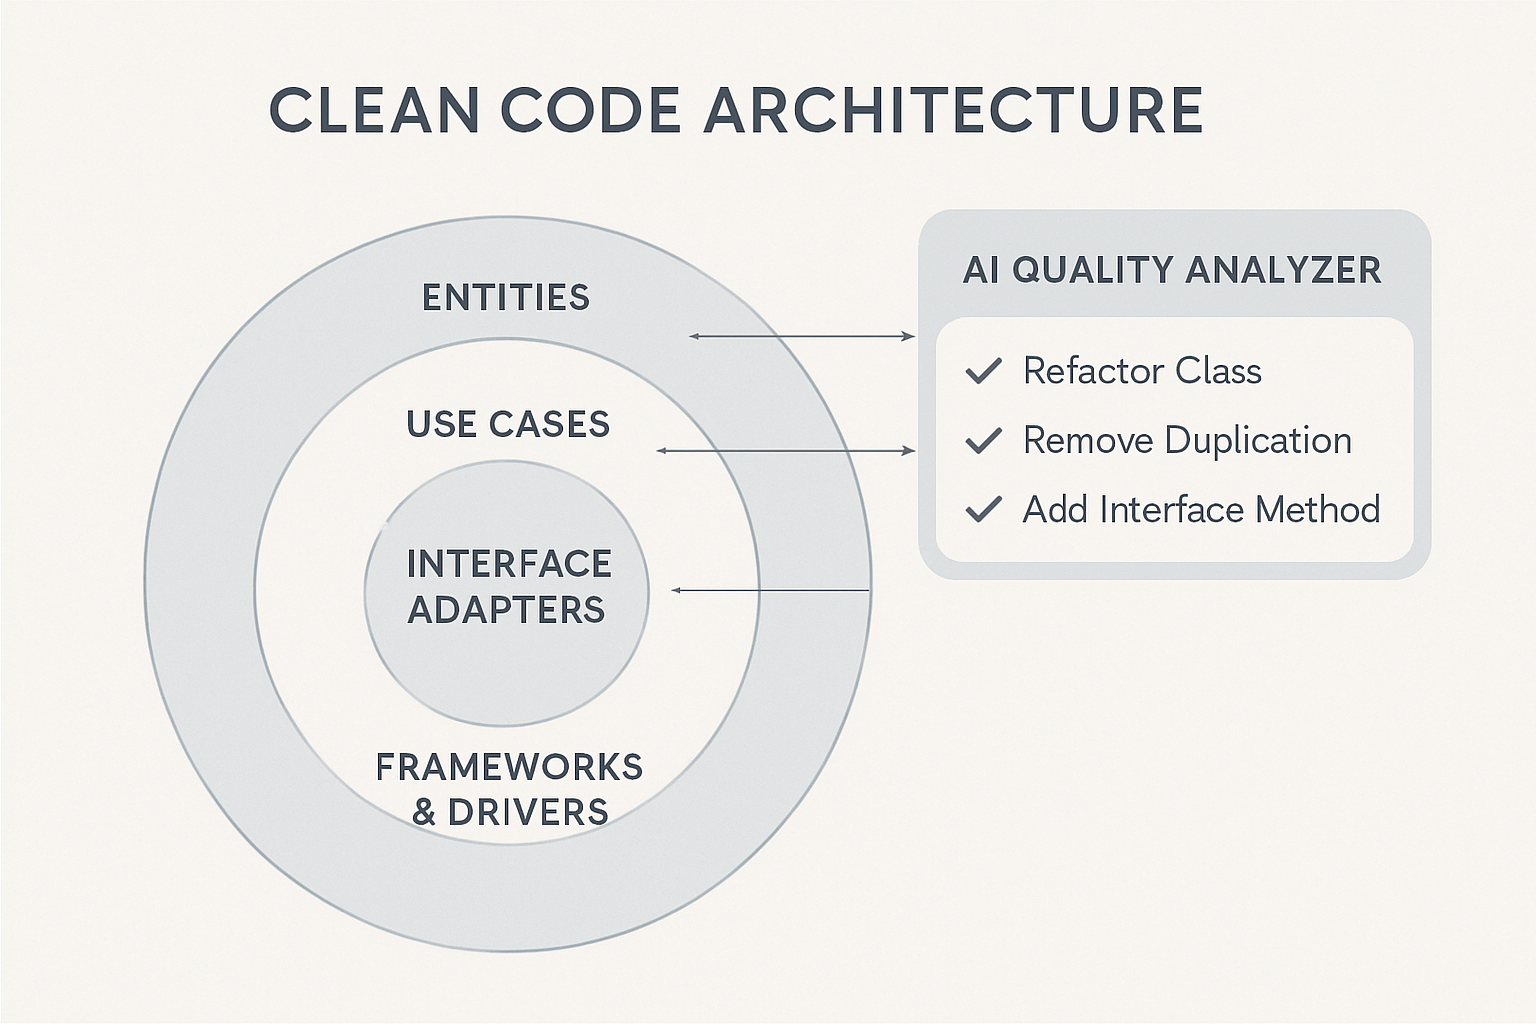 CLEAN CODE ARCHITECTURE
ENTITIES
USE CASES
INTERFACE
ADAPTERS
FRAMEWORKS
& DRIVERS
AI QUALITY ANALYZER
Refactor Class
Remove Duplication
Add Interface Method